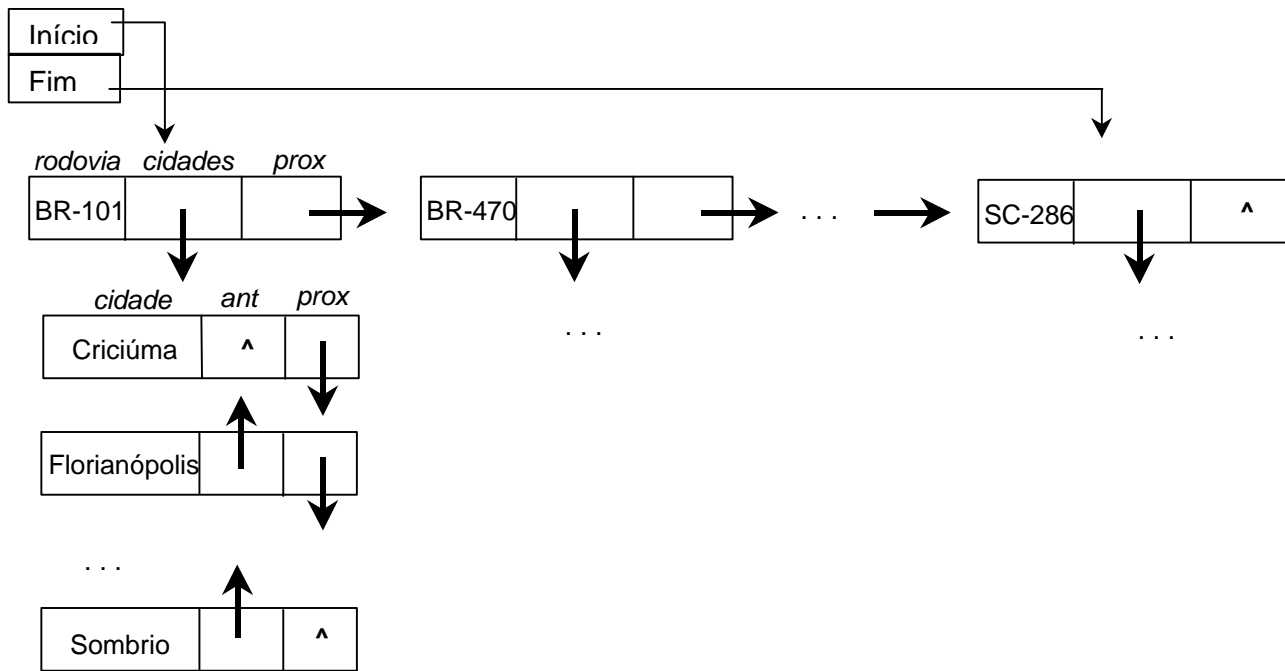 Início
Fim
rodovia cidades prox
BR-101 BR-470 . . . SC-286 ^
cidade ant prox
Criciúma ^ . . . . . .
Florianópolis
. . .
Sombrio ^